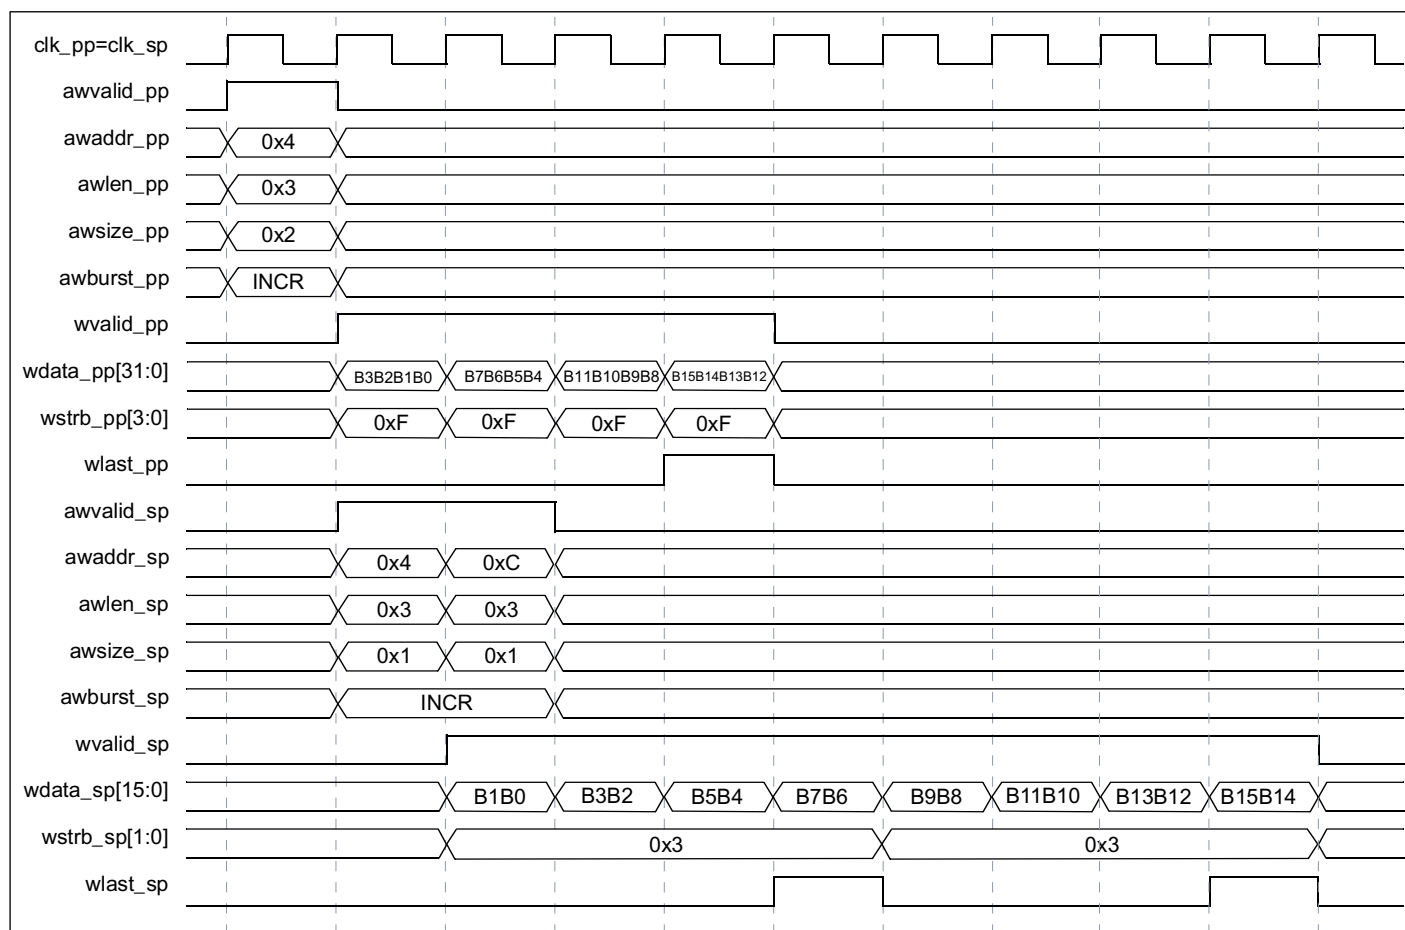 clk_pp=clk_sp
awvalid_pp
awaddr_pp 0x4
awlen_pp 0x3
awsize_pp 0x2
awburst_pp INCR
wvalid_pp
wdata_pp[31:0] B3B2B1B0 B7B6B5B4 B11B10B9B8 B15B14B13B12
wstrb_pp[3:0] 0xF 0xF 0xF 0xF
wlast_pp
awvalid_sp
awaddr_sp 0x4 0xC
awlen_sp 0x3 0x3
awsize_sp 0x1 0x1
awburst_sp INCR
wvalid_sp
wdata_sp[15:0] B1B0 B3B2 B5B4 B7B6 B9B8 B11B10 B13B12 B15B14
wstrb_sp[1:0] 0x3 0x3
wlast_sp